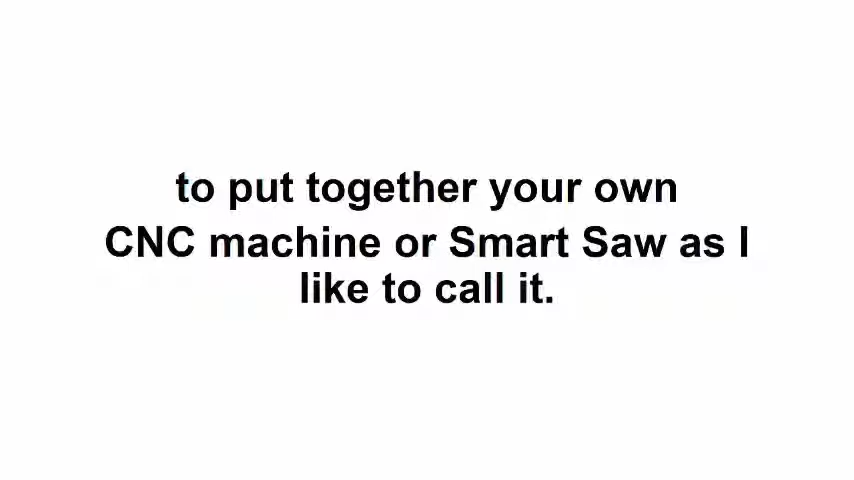 to put together your own
CNC machine or Smart Saw as I
like to call it.